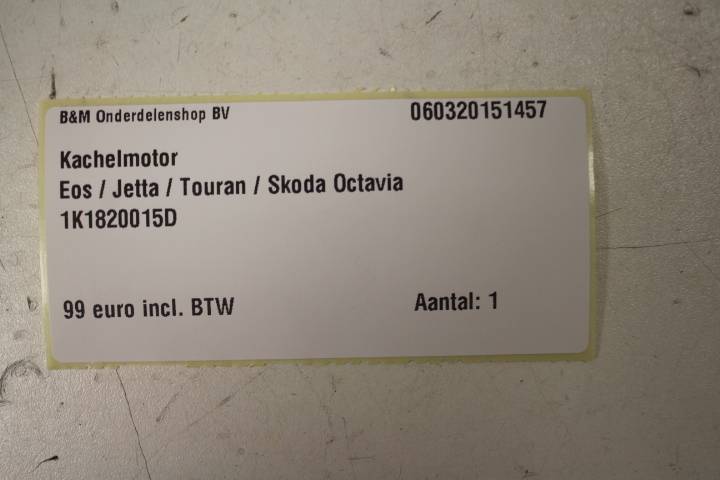 B&M Onderdelenshop BV 060320151457
Kachelmotor
Eos / Jetta / Touran / Skoda Octavia
1K1820015D
99 euro incl. BTW Aantal: 1